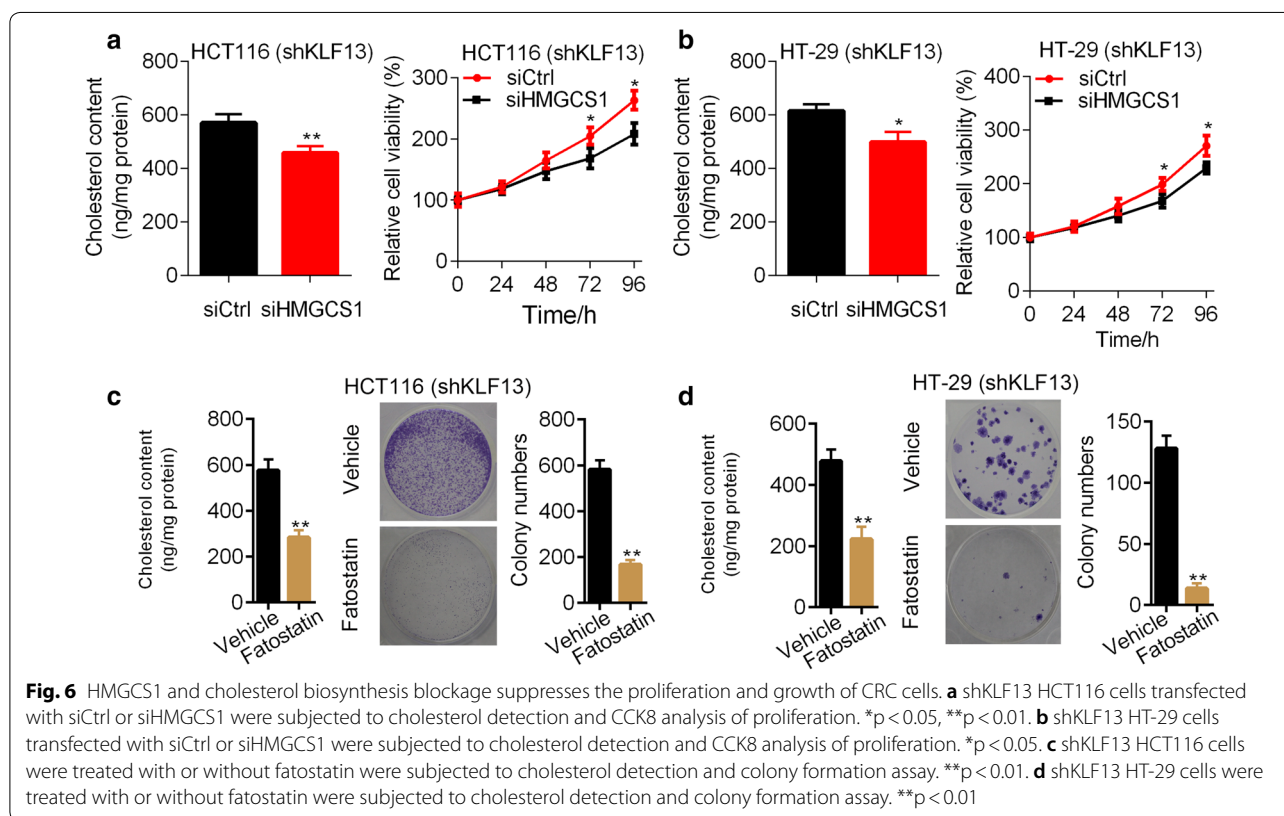 a
HCT116 (shKLF13)
Cholesterol content
(ng/mg protein)
800
600
400
200
0
**
siCtrl siHMGCS1
HCT116 (shKLF13)
Relative cell viability (%)
300
200
100
0
siCtrl
siHMGCS1
*
*
0 24 48 72 96
Time/h
b
HT-29 (shKLF13)
Cholesterol content
(ng/mg protein)
800
600
400
200
0
*
siCtrl siHMGCS1
HT-29 (shKLF13)
Relative cell viability (%)
400
300
200
100
0
siCtrl
siHMGCS1
*
*
0 24 48 72 96
Time/h
c
HCT116 (shKLF13)
Cholesterol content
(ng/mg protein)
800
600
400
200
0
**
Vehicle
Fatostatin
Vehicle
Fatostatin
Colony numbers
800
600
400
200
0
**
Vehicle
Fatostatin
d
HT-29 (shKLF13)
Cholesterol content
(ng/mg protein)
600
400
200
0
**
Vehicle
Fatostatin
Vehicle
Fatostatin
Colony numbers
150
100
50
0
**
Vehicle
Fatostatin
Fig. 6 HMGCS1 and cholesterol biosynthesis blockage suppresses the proliferation and growth of CRC cells. a shKLF13 HCT116 cells transfected
with siCtrl or siHMGCS1 were subjected to cholesterol detection and CCK8 analysis of proliferation. *p < 0.05, **p < 0.01. b shKLF13 HT-29 cells
transfected with siCtrl or siHMGCS1 were subjected to cholesterol detection and CCK8 analysis of proliferation. *p < 0.05. c shKLF13 HCT116 cells
were treated with or without fatostatin were subjected to cholesterol detection and colony formation assay. **p < 0.01. d shKLF13 HT-29 cells were
treated with or without fatostatin were subjected to cholesterol detection and colony formation assay. **p < 0.01